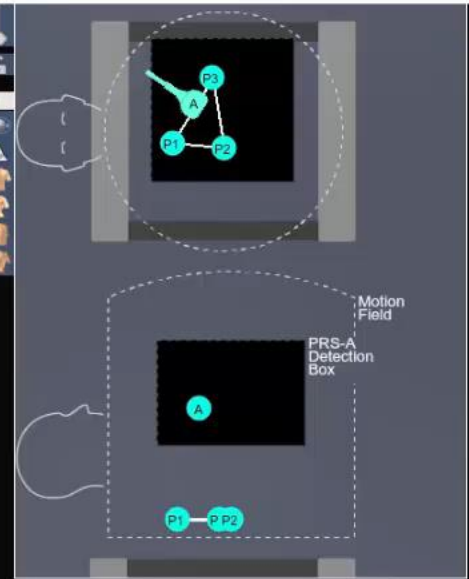 P3
A
P1
P2
Motion
Field
PRS-A
Detection
Box
A
P1
P P2